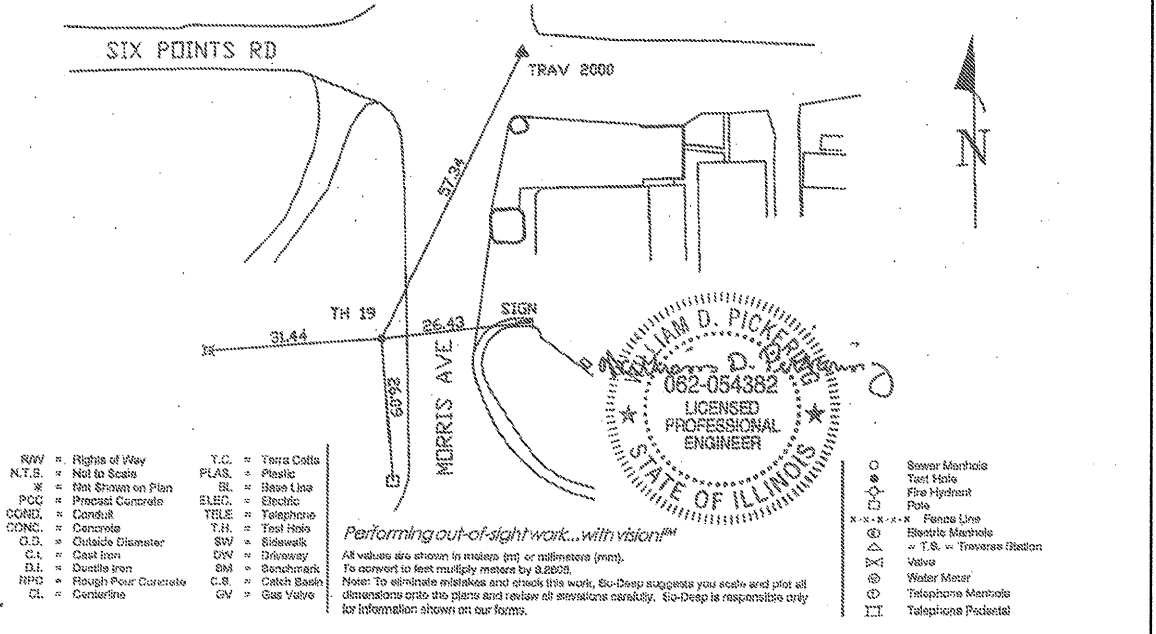 SIX POINTS RD
TRAV 2000
N
57.34
TH 19
SIGN
31.44
26.43
26.09
MORRIS AVE
WILLIAM D. PICKERING
William D. Pickering
062-054382
LICENSED
PROFESSIONAL
ENGINEER
STATE OF ILLINOIS
R/W = Rights of Way
N.T.S. = Not to Scale
* = Not Shown on Plan
PCC = Precast Concrete
COND. = Conduit
CONC. = Concrete
O.D. = Outside Diameter
C.I. = Cast Iron
D.I. = Ductile Iron
RPC = Rough Pour Concrete
CL = Centerline
T.C. = Terra Cotta
PLAS. = Plastic
BL = Base Line
ELEC. = Electric
TELE = Telephone
T.H. = Test Hole
SW = Sidewalk
DW = Driveway
BM = Benchmark
C.B. = Catch Basin
GV = Gas Valve
Performing out-of-sight work...with vision!℠
All values are shown in meters (m) or millimeters (mm).
To convert to feet multiply meters by 3.2808.
Note: To eliminate mistakes and check this work, So-Deep suggests you scale and plot all
dimensions onto the plans and review all elevations carefully. So-Deep is responsible only
for information shown on our forms.
Sewer Manhole
Test Hole
Fire Hydrant
Pole
x-x-x-x-x Fence Line
Electric Manhole
= T.S. = Traverse Station
Valve
Water Meter
Telephone Manhole
Telephone Pedestal